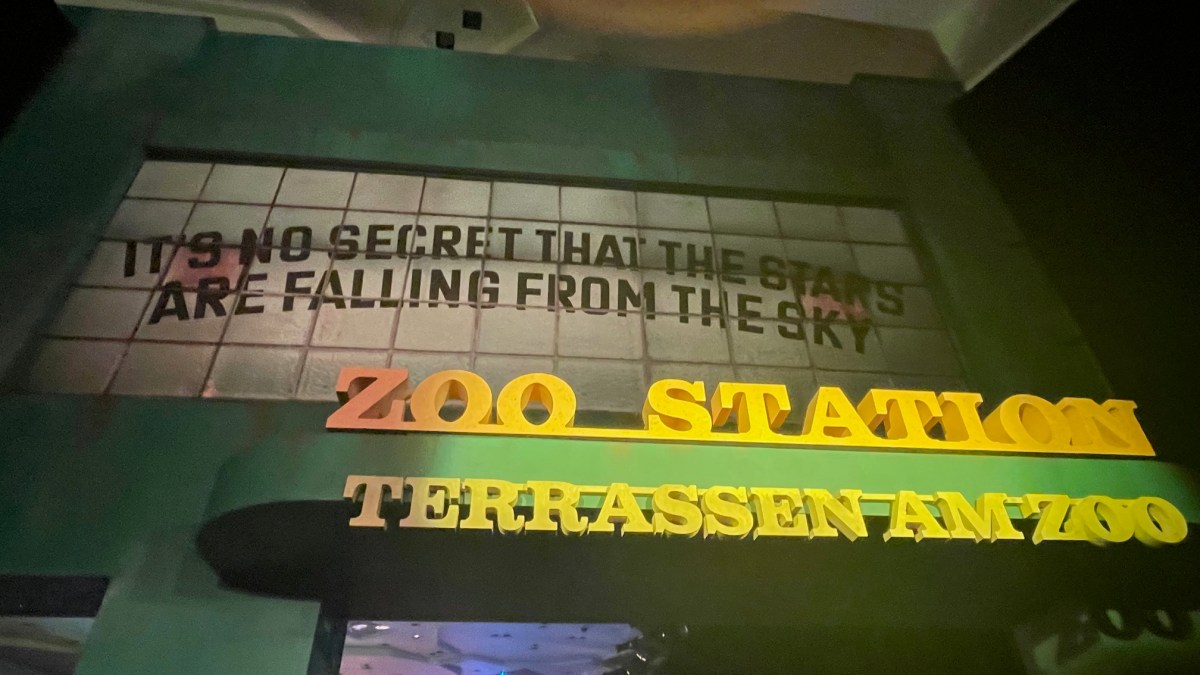 IT'S NO SECRET THAT THE STARS
ARE FALLING FROM THE SKY
ZOO STATION
TERRASSEN AM ZOO